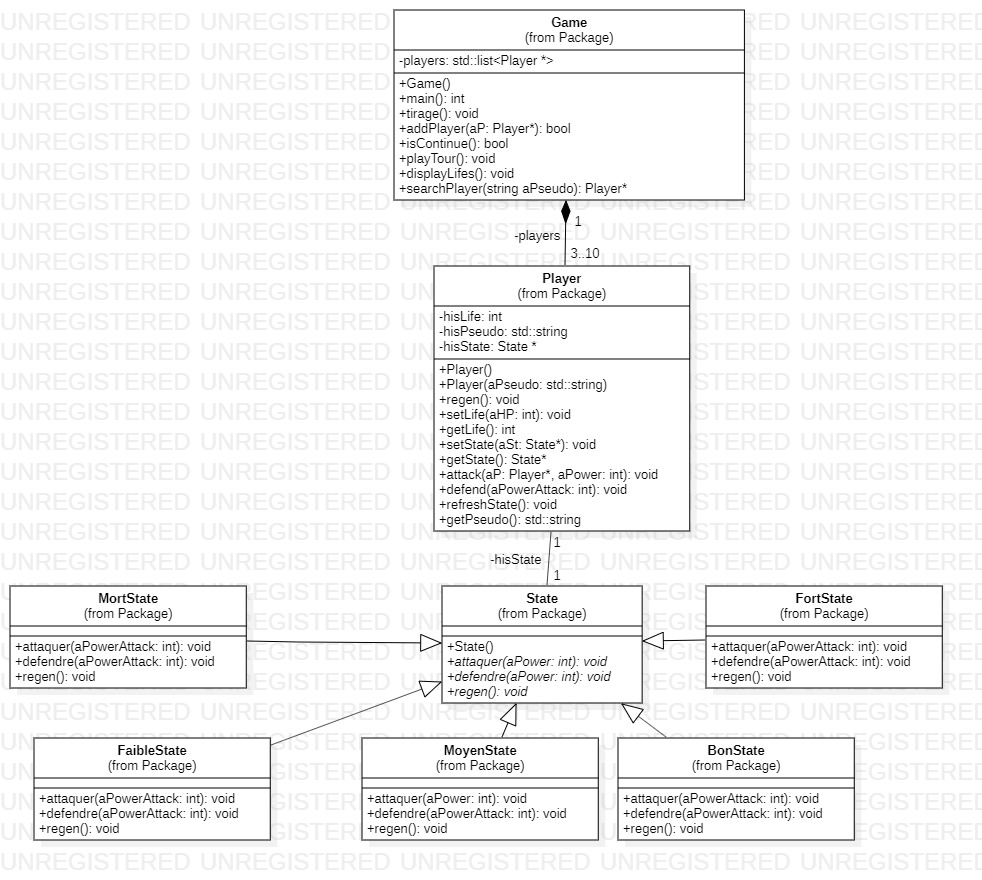 Game
(from Package)
-players: std::list<Player *>
+Game()
+main(): int
+tirage(): void
+addPlayer(aP: Player*): bool
+isContinue(): bool
+playTour(): void
+displayLifes(): void
+searchPlayer(string aPseudo): Player*
1
-players
3..10
Player
(from Package)
-hisLife: int
-hisPseudo: std::string
-hisState: State *
+Player()
+Player(aPseudo: std::string)
+regen(): void
+setLife(aHP: int): void
+getLife(): int
+setState(aSt: State*): void
+getState(): State*
+attack(aP: Player*, aPower: int): void
+defend(aPowerAttack: int): void
+refreshState(): void
+getPseudo(): std::string
1
-hisState
1
MortState
(from Package)
+attaquer(aPowerAttack: int): void
+defendre(aPowerAttack: int): void
+regen(): void
State
(from Package)
+State()
+attaquer(aPower: int): void
+defendre(aPower: int): void
+regen(): void
FortState
(from Package)
+attaquer(aPowerAttack: int): void
+defendre(aPowerAttack: int): void
+regen(): void
FaibleState
(from Package)
+attaquer(aPowerAttack: int): void
+defendre(aPowerAttack: int): void
+regen(): void
MoyenState
(from Package)
+attaquer(aPower: int): void
+defendre(aPowerAttack: int): void
+regen(): void
BonState
(from Package)
+attaquer(aPowerAttack: int): void
+defendre(aPowerAttack: int): void
+regen(): void
UNREGISTERED